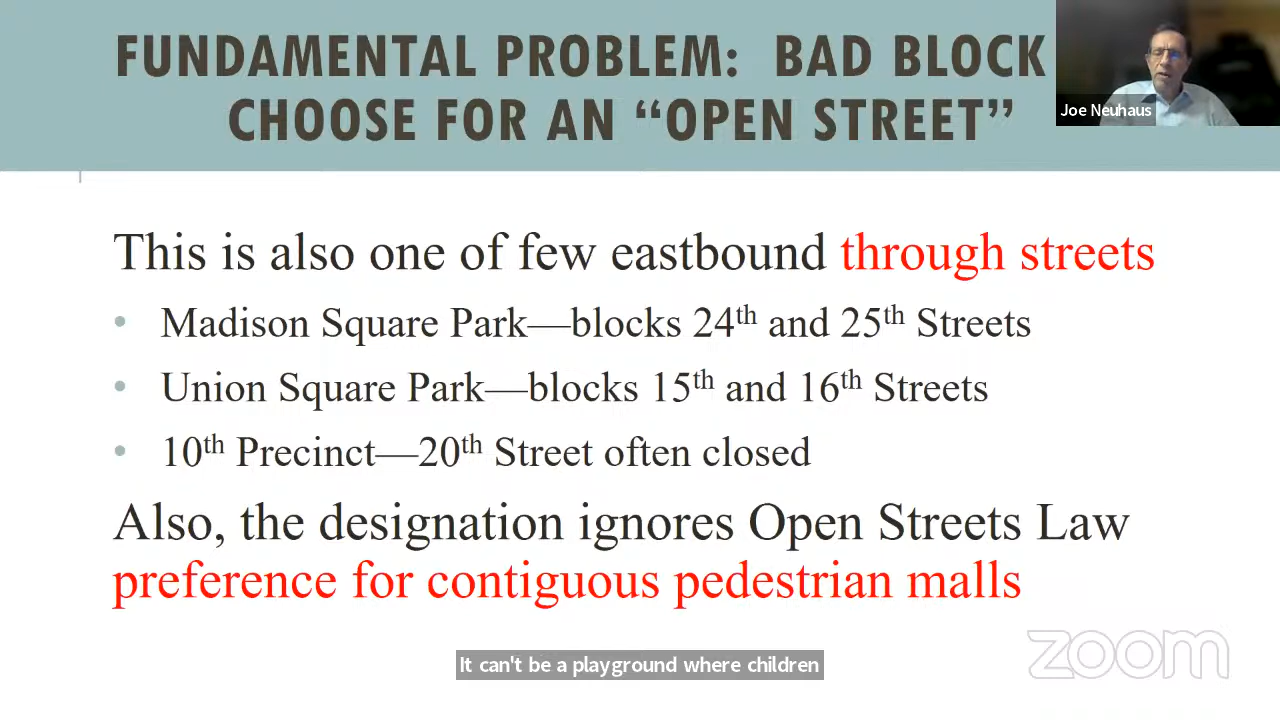 FUNDAMENTAL PROBLEM: BAD BLOCK
CHOOSE FOR AN “OPEN STREET”
Joe Neuhaus
This is also one of few eastbound through streets
• Madison Square Park—blocks 24th and 25th Streets
• Union Square Park—blocks 15th and 16th Streets
• 10th Precinct—20th Street often closed
Also, the designation ignores Open Streets Law
preference for contiguous pedestrian malls
zoom
It can't be a playground where children